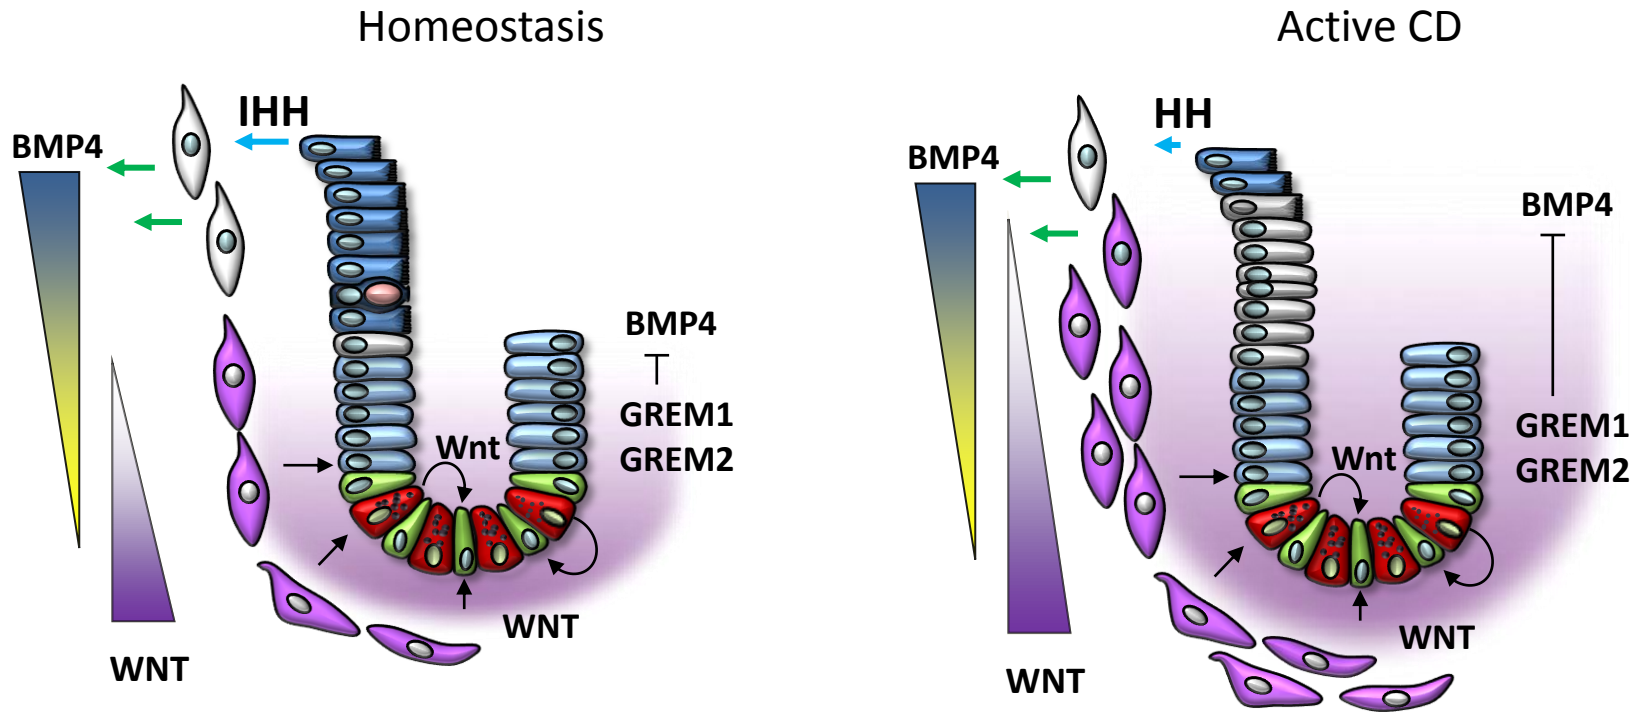 Homeostasis
IHH
BMP4
BMP4
GREM1
GREM2
Wnt
WNT
WNT
Active CD
HH
BMP4
BMP4
GREM1
GREM2
Wnt
WNT
WNT